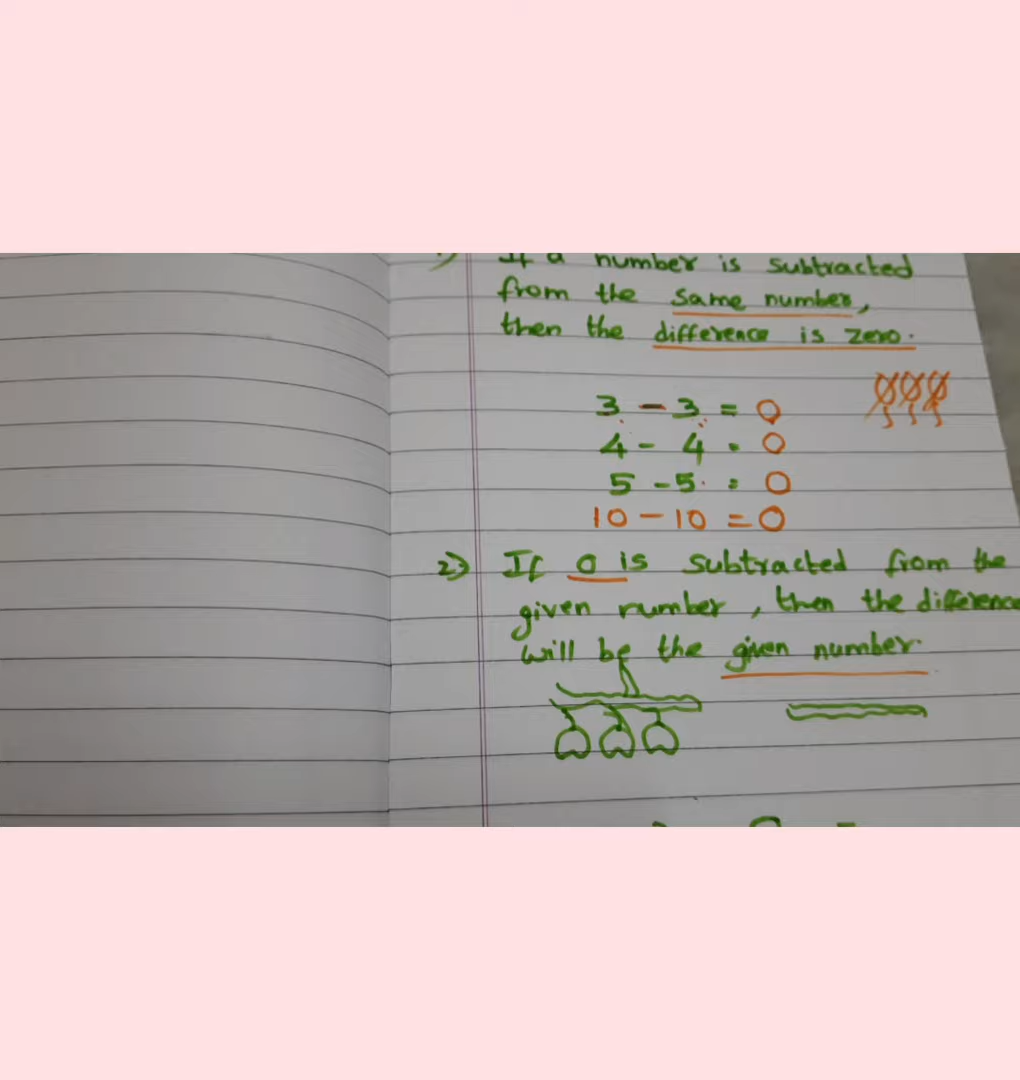 If a number is subtracted
from the same number,
then the difference is zero.
3 - 3 = 0
4 - 4 = 0
5 - 5 = 0
10 - 10 = 0
2) If 0 is subtracted from the
given number, then the difference
will be the given number.